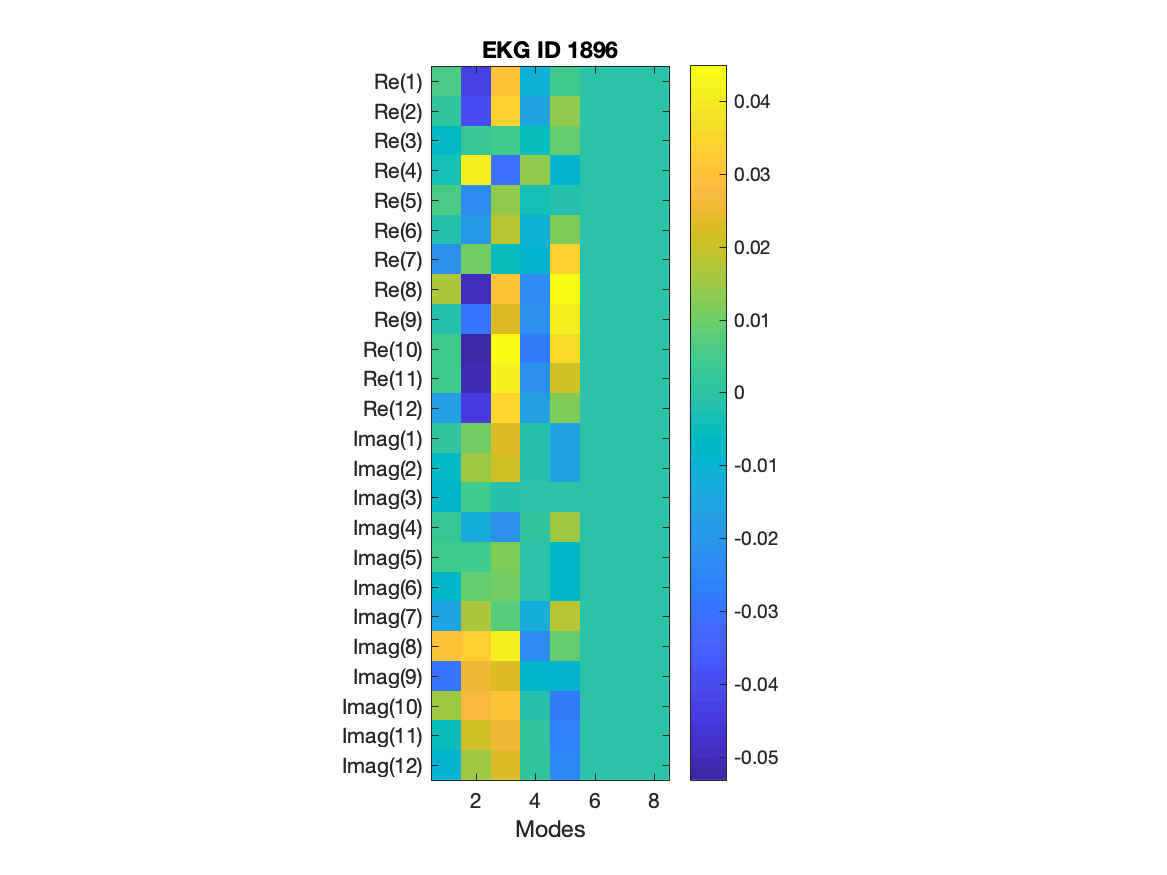 EKG ID 1896
Re(1)
Re(2)
Re(3)
Re(4)
Re(5)
Re(6)
Re(7)
Re(8)
Re(9)
Re(10)
Re(11)
Re(12)
Imag(1)
Imag(2)
Imag(3)
Imag(4)
Imag(5)
Imag(6)
Imag(7)
Imag(8)
Imag(9)
Imag(10)
Imag(11)
Imag(12)
2 4 6 8
Modes
0.04
0.03
0.02
0.01
0
-0.01
-0.02
-0.03
-0.04
-0.05